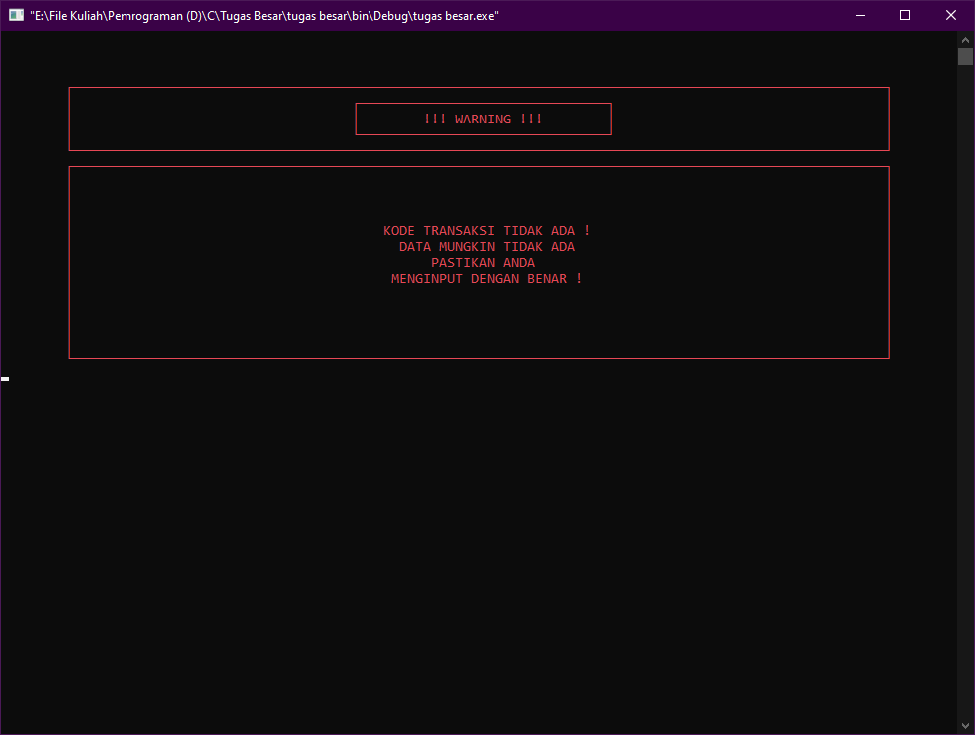 "E:\File Kuliah\Pemrograman (D)\C\Tugas Besar\tugas besar\bin\Debug\tugas besar.exe"
!!! WARNING !!!
KODE TRANSAKSI TIDAK ADA !
DATA MUNGKIN TIDAK ADA
PASTIKAN ANDA
MENGINPUT DENGAN BENAR !